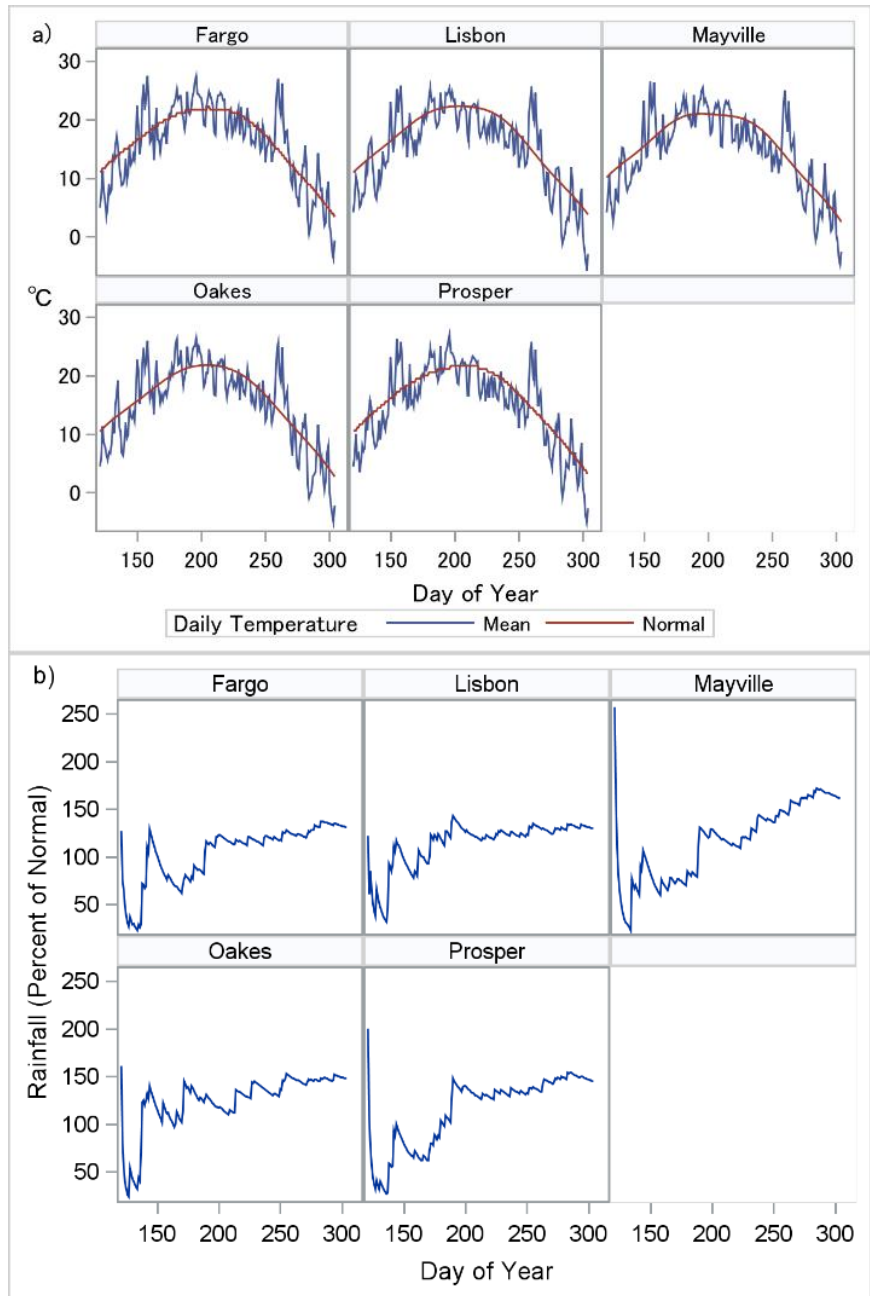 a)
Fargo Lisbon Mayville
30
20
10
0
°C
Oakes Prosper
30
20
10
0
150 200 250 300 150 200 250 300 150 200 250 300
Day of Year
Daily Temperature Mean Normal
b)
Fargo Lisbon Mayville
250
200
150
100
50
Rainfall (Percent of Normal)
Oakes Prosper
250
200
150
100
50
150 200 250 300 150 200 250 300 150 200 250 300
Day of Year